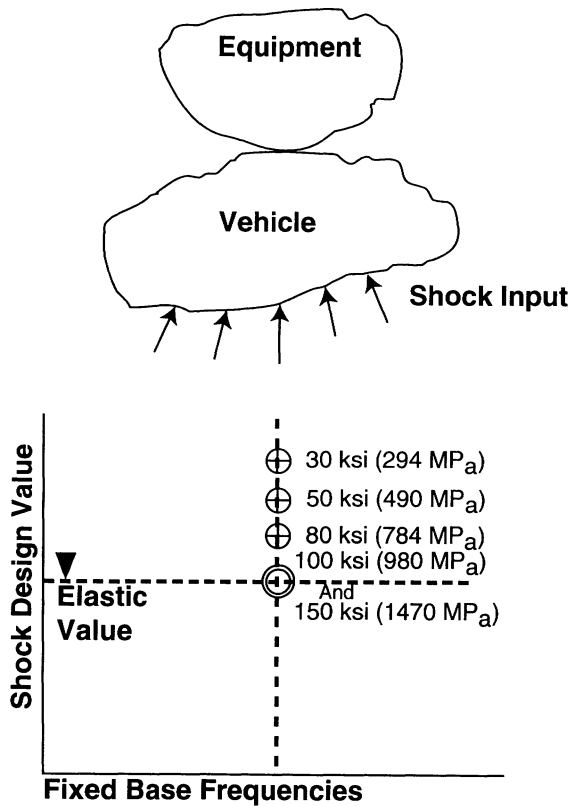 Equipment
Vehicle
Shock Input
Shock Design Value
30 ksi (294 MPa)
50 ksi (490 MPa)
80 ksi (784 MPa)
100 ksi (980 MPa)
And
150 ksi (1470 MPa)
Elastic
Value
Fixed Base Frequencies